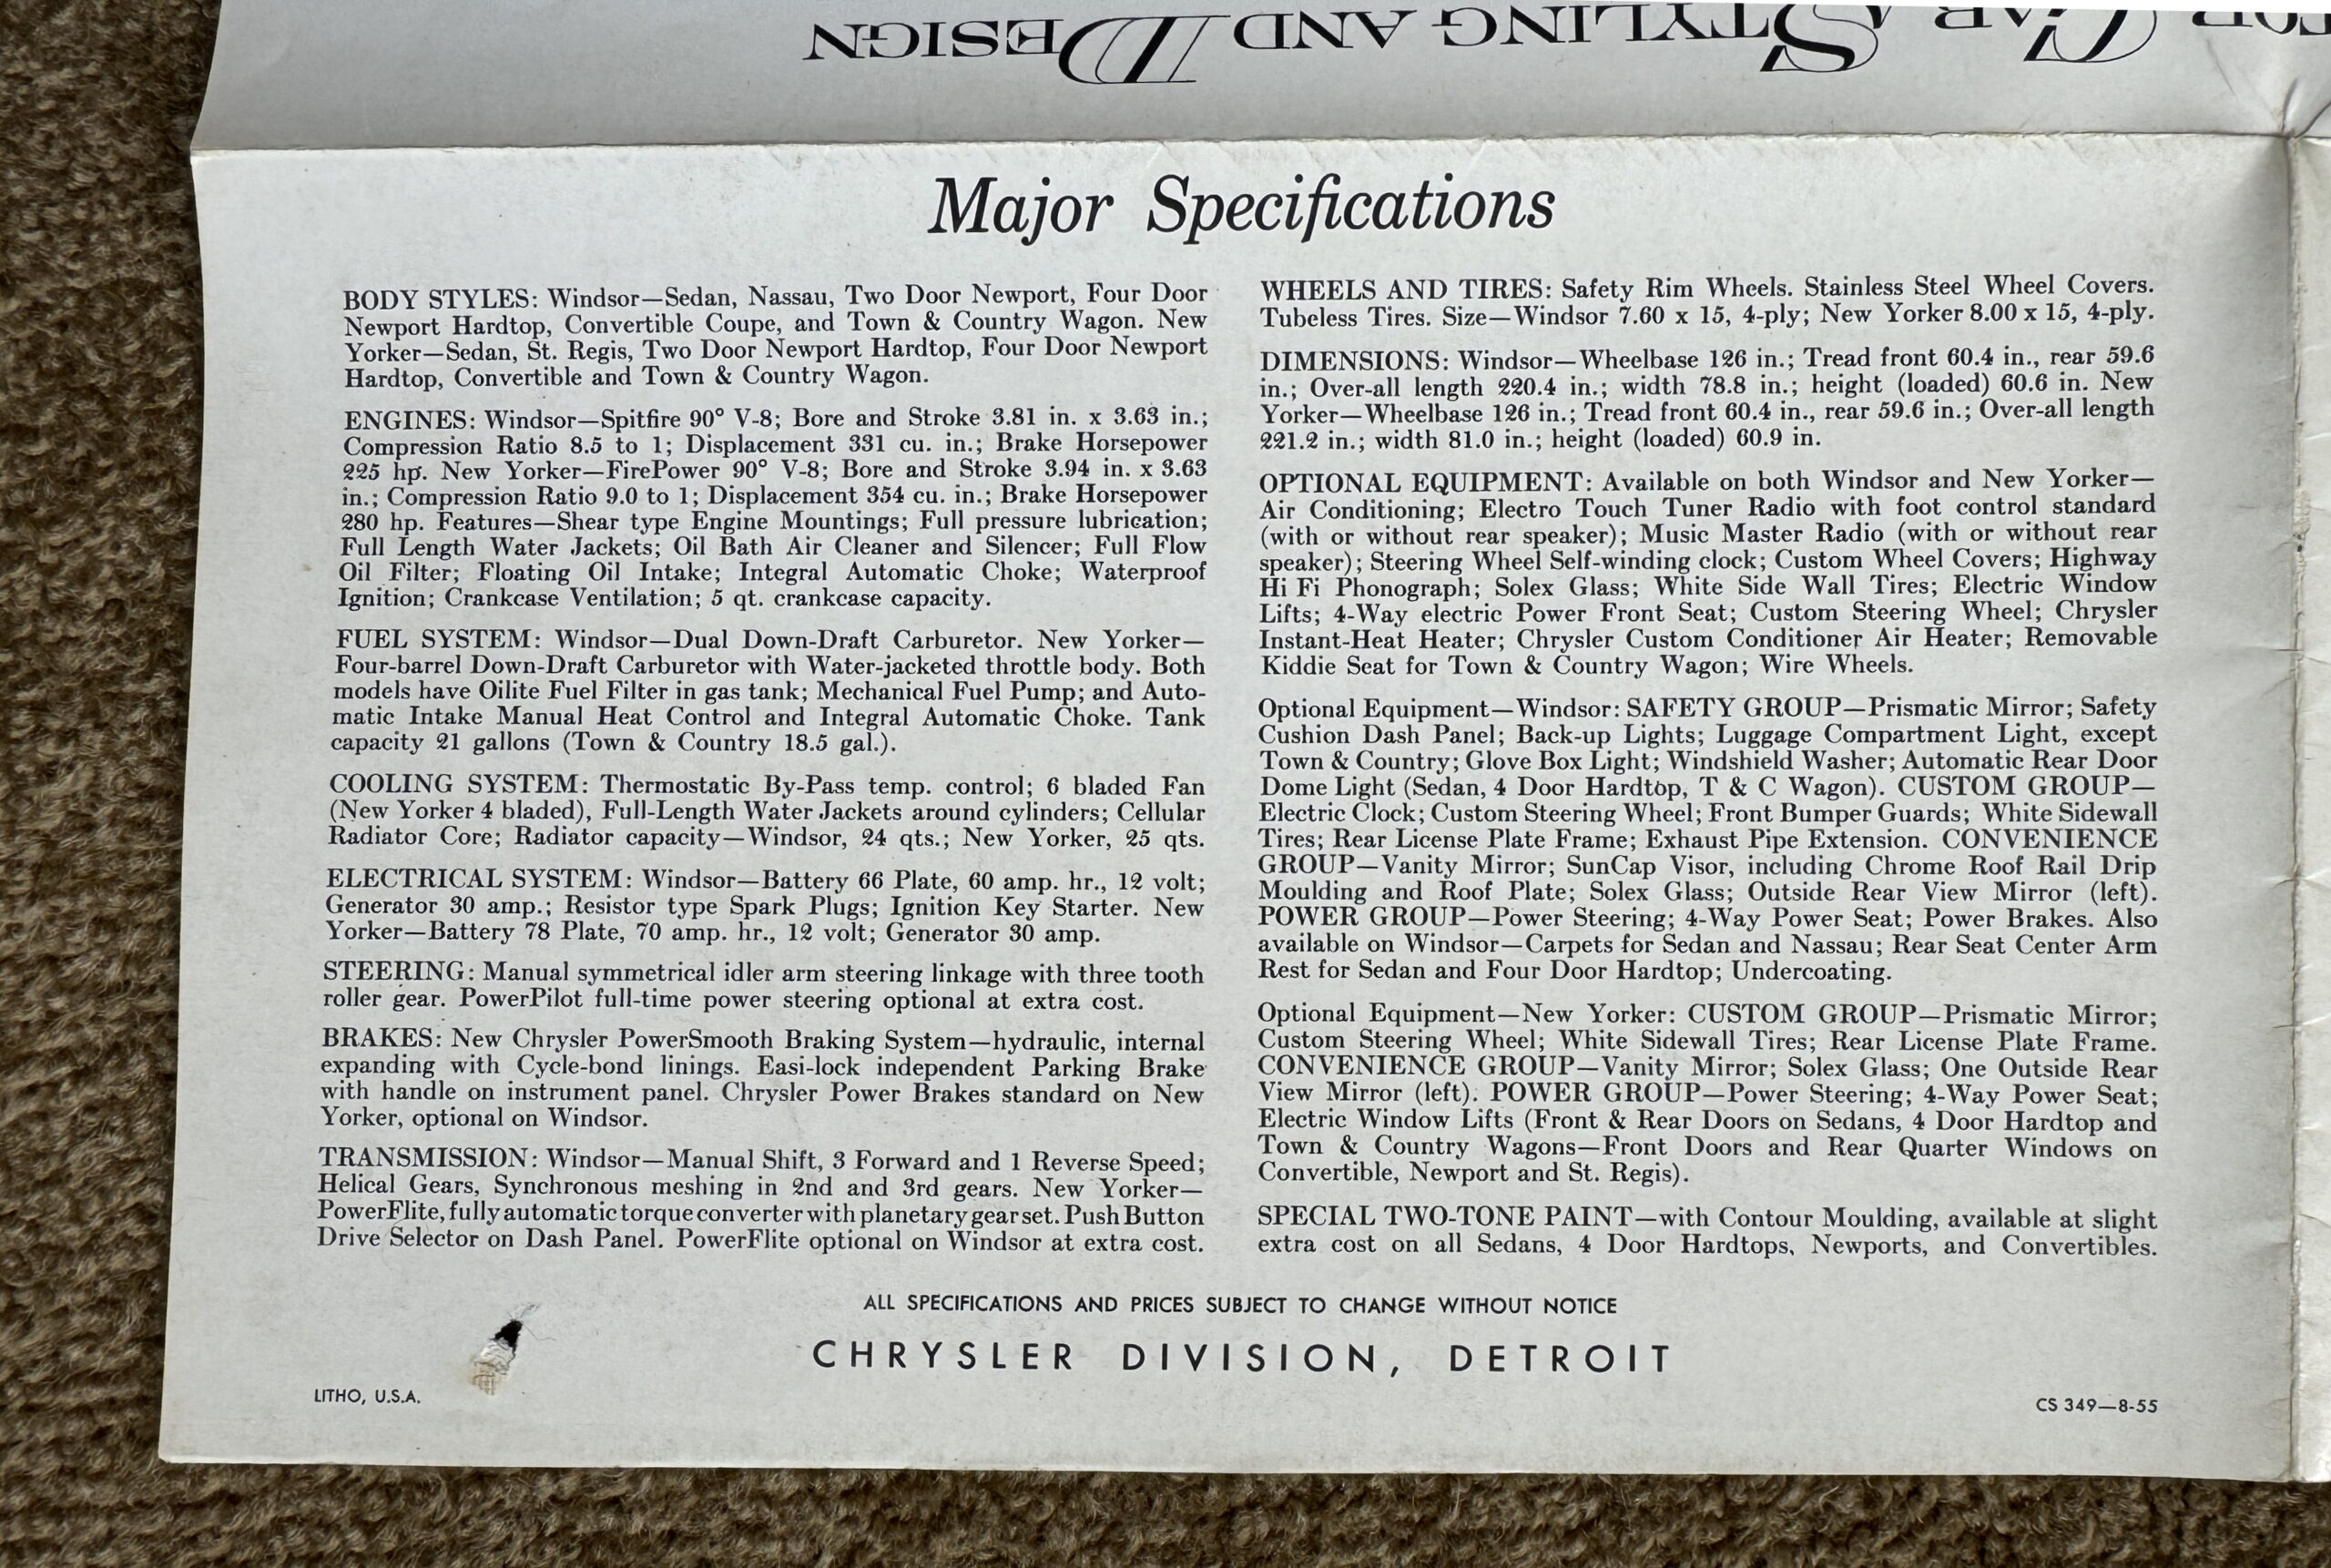 FOR CAR STYLING AND DESIGN
Major Specifications
BODY STYLES: Windsor—Sedan, Nassau, Two Door Newport, Four Door
Newport Hardtop, Convertible Coupe, and Town & Country Wagon. New
Yorker—Sedan, St. Regis, Two Door Newport Hardtop, Four Door Newport
Hardtop, Convertible and Town & Country Wagon.
ENGINES: Windsor—Spitfire 90° V-8; Bore and Stroke 3.81 in. x 3.63 in.;
Compression Ratio 8.5 to 1; Displacement 331 cu. in.; Brake Horsepower
225 hp. New Yorker—FirePower 90° V-8; Bore and Stroke 3.94 in. x 3.63
in.; Compression Ratio 9.0 to 1; Displacement 354 cu. in.; Brake Horsepower
280 hp. Features—Shear type Engine Mountings; Full pressure lubrication;
Full Length Water Jackets; Oil Bath Air Cleaner and Silencer; Full Flow
Oil Filter; Floating Oil Intake; Integral Automatic Choke; Waterproof
Ignition; Crankcase Ventilation; 5 qt. crankcase capacity.
FUEL SYSTEM: Windsor—Dual Down-Draft Carburetor. New Yorker—
Four-barrel Down-Draft Carburetor with Water-jacketed throttle body. Both
models have Oilite Fuel Filter in gas tank; Mechanical Fuel Pump; and Auto-
matic Intake Manual Heat Control and Integral Automatic Choke. Tank
capacity 21 gallons (Town & Country 18.5 gal.).
COOLING SYSTEM: Thermostatic By-Pass temp. control; 6 bladed Fan
(New Yorker 4 bladed), Full-Length Water Jackets around cylinders; Cellular
Radiator Core; Radiator capacity—Windsor, 24 qts.; New Yorker, 25 qts.
ELECTRICAL SYSTEM: Windsor—Battery 66 Plate, 60 amp. hr., 12 volt;
Generator 30 amp.; Resistor type Spark Plugs; Ignition Key Starter. New
Yorker—Battery 78 Plate, 70 amp. hr., 12 volt; Generator 30 amp.
STEERING: Manual symmetrical idler arm steering linkage with three tooth
roller gear. PowerPilot full-time power steering optional at extra cost.
BRAKES: New Chrysler PowerSmooth Braking System—hydraulic, internal
expanding with Cycle-bond linings. Easi-lock independent Parking Brake
with handle on instrument panel. Chrysler Power Brakes standard on New
Yorker, optional on Windsor.
TRANSMISSION: Windsor—Manual Shift, 3 Forward and 1 Reverse Speed;
Helical Gears, Synchronous meshing in 2nd and 3rd gears. New Yorker—
PowerFlite, fully automatic torque converter with planetary gear set. Push Button
Drive Selector on Dash Panel. PowerFlite optional on Windsor at extra cost.
WHEELS AND TIRES: Safety Rim Wheels. Stainless Steel Wheel Covers.
Tubeless Tires. Size—Windsor 7.60 x 15, 4-ply; New Yorker 8.00 x 15, 4-ply.
DIMENSIONS: Windsor—Wheelbase 126 in.; Tread front 60.4 in., rear 59.6
in.; Over-all length 220.4 in.; width 78.8 in.; height (loaded) 60.6 in. New
Yorker—Wheelbase 126 in.; Tread front 60.4 in., rear 59.6 in.; Over-all length
221.2 in.; width 81.0 in.; height (loaded) 60.9 in.
OPTIONAL EQUIPMENT: Available on both Windsor and New Yorker—
Air Conditioning; Electro Touch Tuner Radio with foot control standard
(with or without rear speaker); Music Master Radio (with or without rear
speaker); Steering Wheel Self-winding clock; Custom Wheel Covers; Highway
Hi Fi Phonograph; Solex Glass; White Side Wall Tires; Electric Window
Lifts; 4-Way electric Power Front Seat; Custom Steering Wheel; Chrysler
Instant-Heat Heater; Chrysler Custom Conditioner Air Heater; Removable
Kiddie Seat for Town & Country Wagon; Wire Wheels.
Optional Equipment—Windsor: SAFETY GROUP—Prismatic Mirror; Safety
Cushion Dash Panel; Back-up Lights; Luggage Compartment Light, except
Town & Country; Glove Box Light; Windshield Washer; Automatic Rear Door
Dome Light (Sedan, 4 Door Hardtop, T & C Wagon). CUSTOM GROUP—
Electric Clock; Custom Steering Wheel; Front Bumper Guards; White Sidewall
Tires; Rear License Plate Frame; Exhaust Pipe Extension. CONVENIENCE
GROUP—Vanity Mirror; SunCap Visor, including Chrome Roof Rail Drip
Moulding and Roof Plate; Solex Glass; Outside Rear View Mirror (left).
POWER GROUP—Power Steering; 4-Way Power Seat; Power Brakes. Also
available on Windsor—Carpets for Sedan and Nassau; Rear Seat Center Arm
Rest for Sedan and Four Door Hardtop; Undercoating.
Optional Equipment—New Yorker: CUSTOM GROUP—Prismatic Mirror;
Custom Steering Wheel; White Sidewall Tires; Rear License Plate Frame.
CONVENIENCE GROUP—Vanity Mirror; Solex Glass; One Outside Rear
View Mirror (left). POWER GROUP—Power Steering; 4-Way Power Seat;
Electric Window Lifts (Front & Rear Doors on Sedans, 4 Door Hardtop and
Town & Country Wagons—Front Doors and Rear Quarter Windows on
Convertible, Newport and St. Regis).
SPECIAL TWO-TONE PAINT—with Contour Moulding, available at slight
extra cost on all Sedans, 4 Door Hardtops, Newports, and Convertibles.
ALL SPECIFICATIONS AND PRICES SUBJECT TO CHANGE WITHOUT NOTICE
CHRYSLER DIVISION, DETROIT
LITHO, U.S.A.
CS 349—8-55